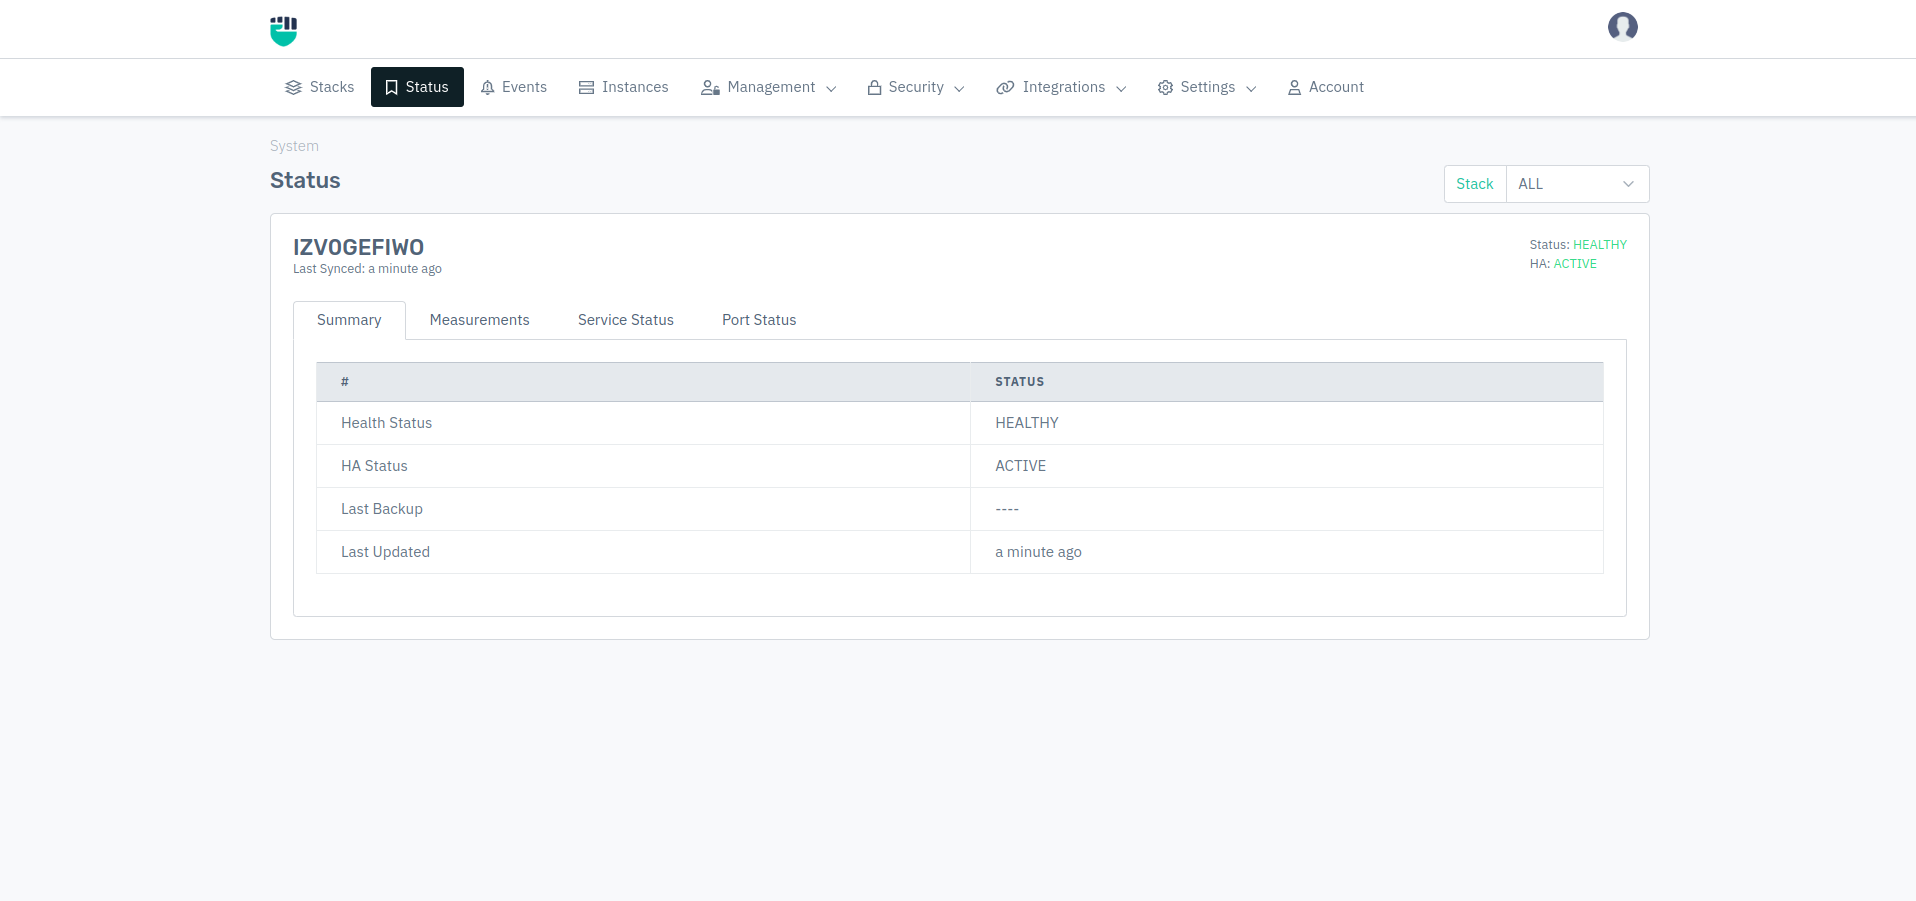 Stacks Status Events Instances Management Security Integrations Settings Account
System
Status
Stack ALL
IZV0GEFIWO
Last Synced: a minute ago
Status: HEALTHY
HA: ACTIVE
Summary Measurements Service Status Port Status
# STATUS
Health Status HEALTHY
HA Status ACTIVE
Last Backup ----
Last Updated a minute ago